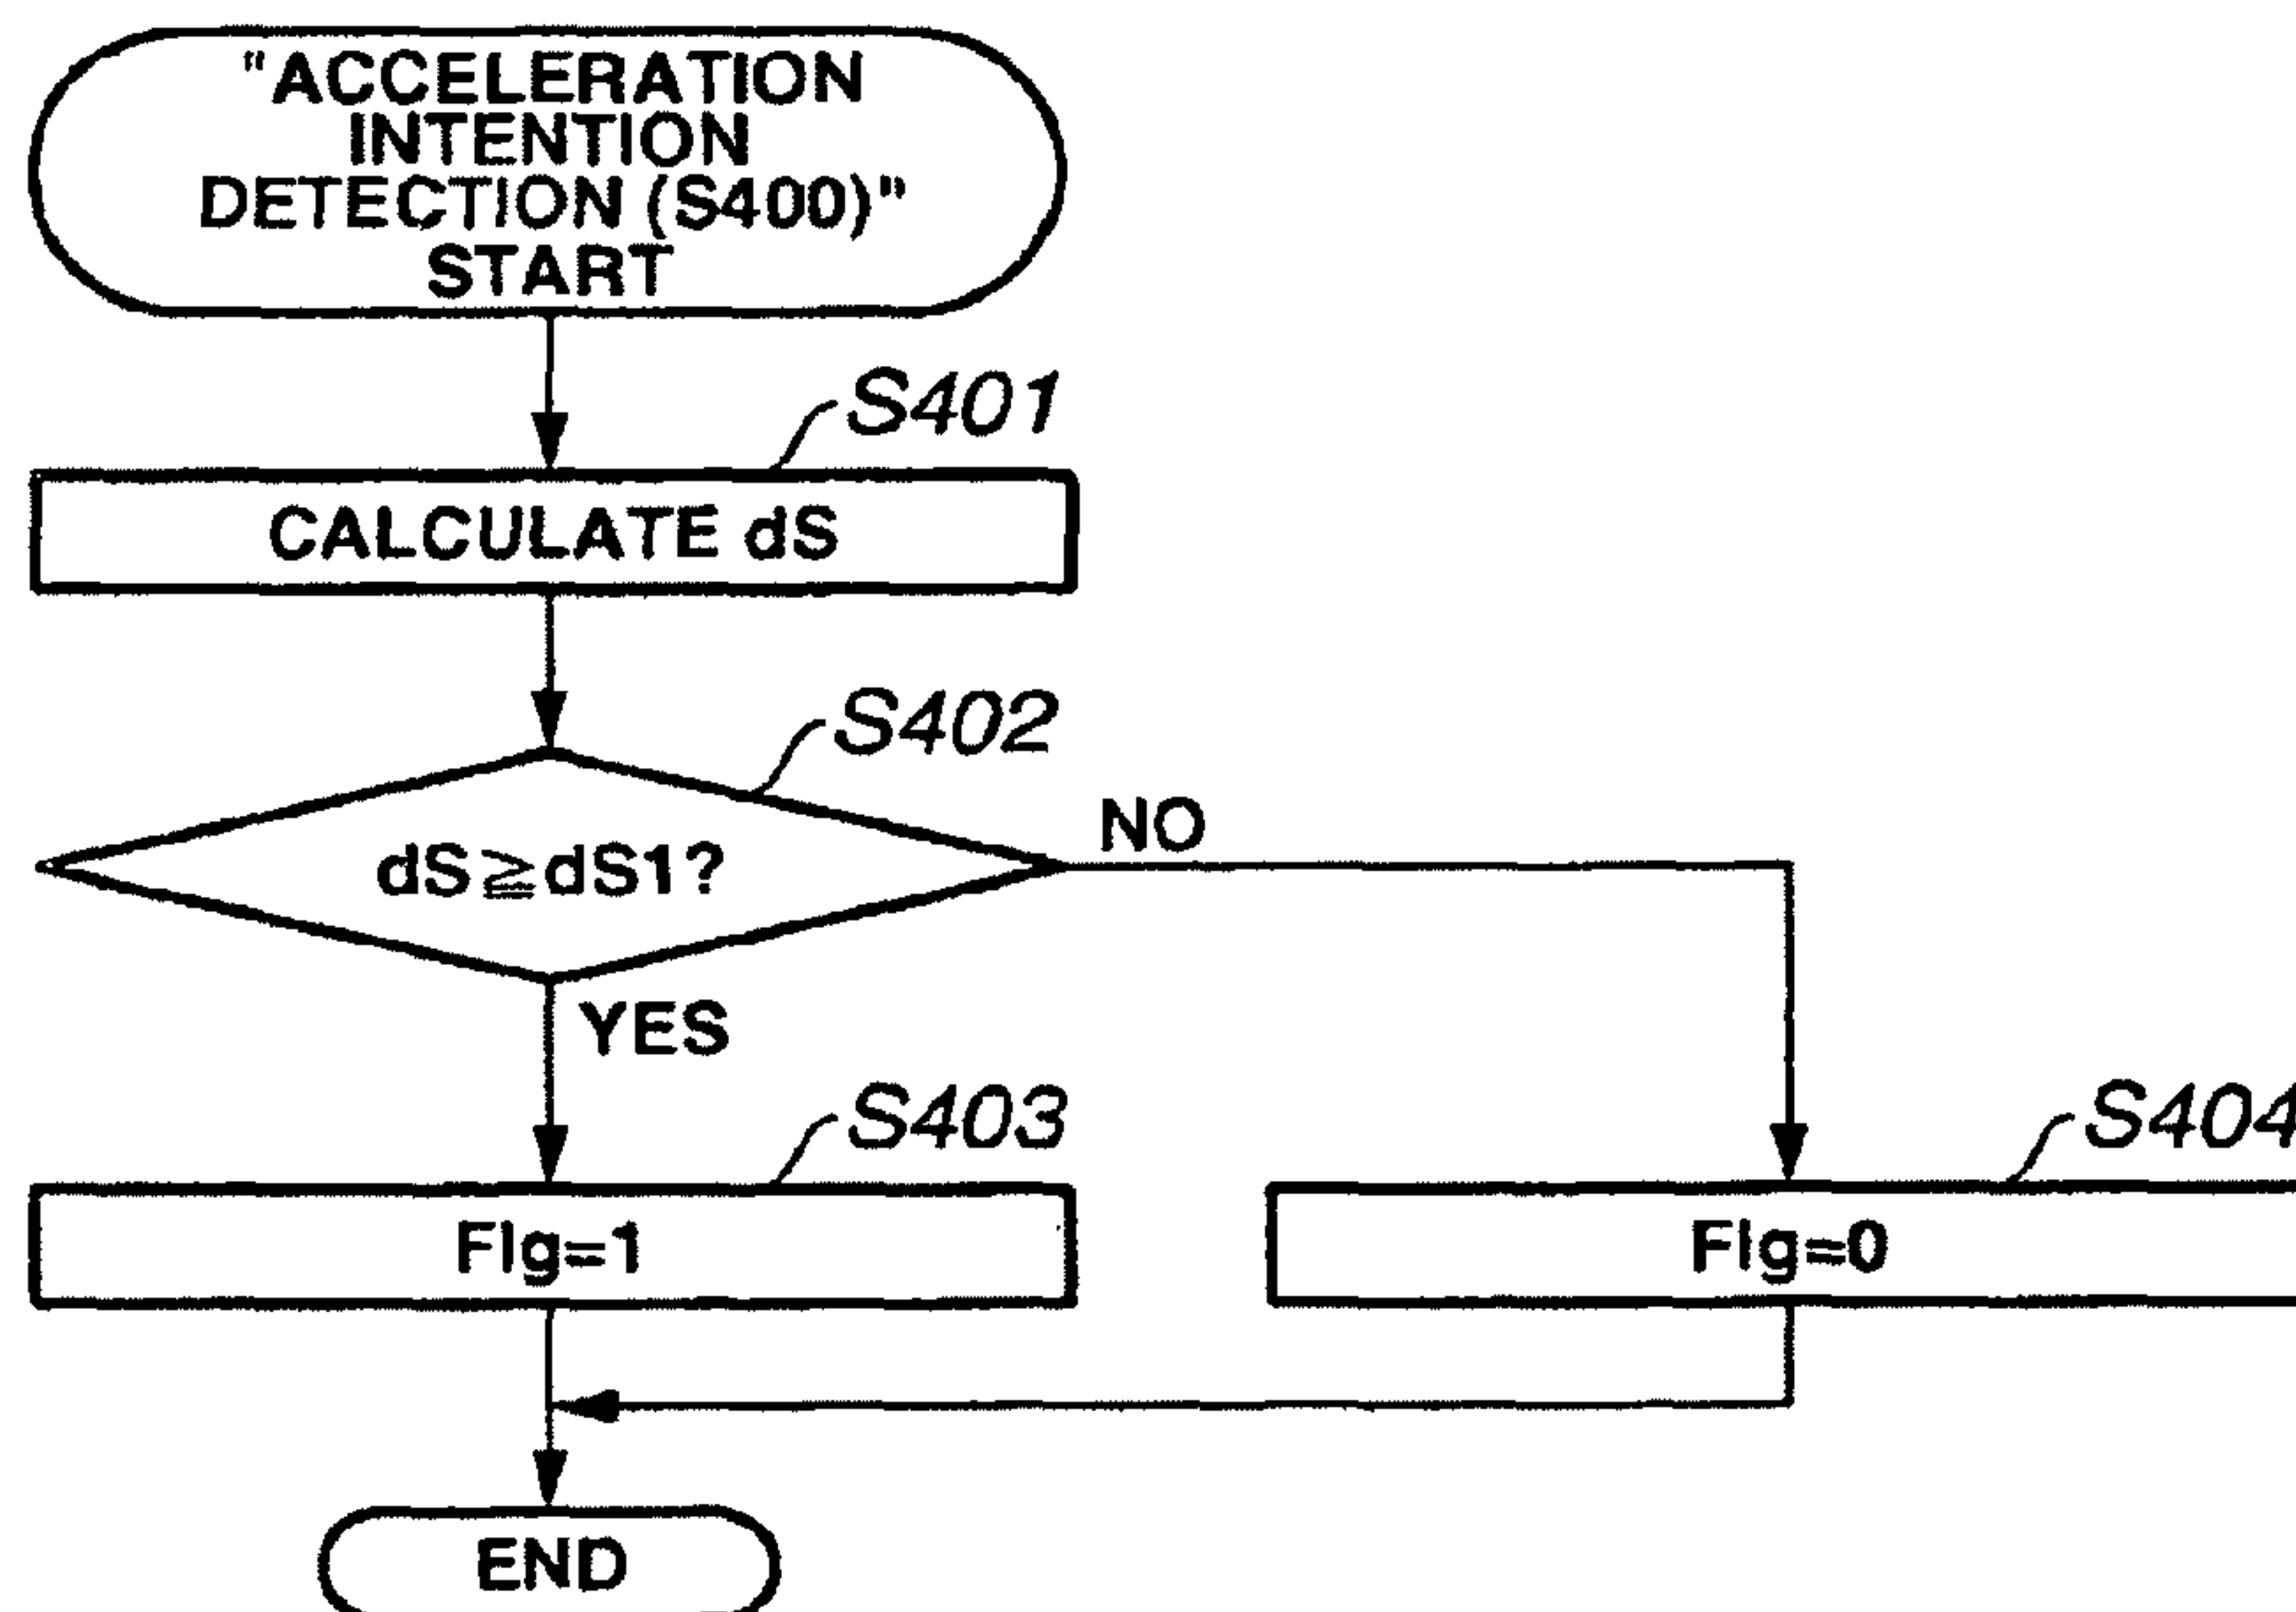 "ACCELERATION
INTENTION
DETECTION (S400)"
START
S401
CALCULATE dS
S402
dS≧dS1?
NO
YES
S403
S404
Flg=1
Flg=0
END